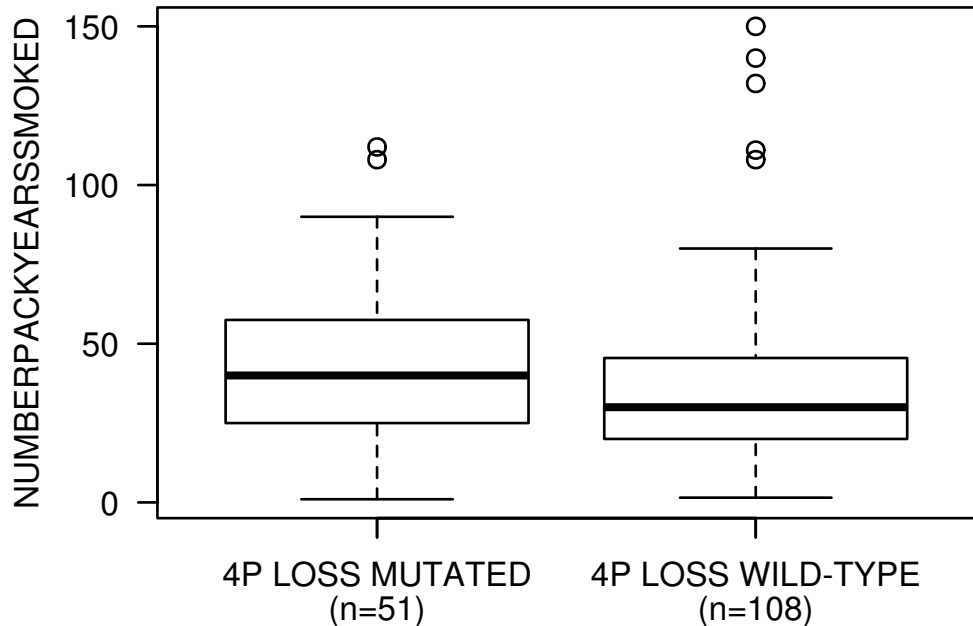 NUMBERPACKYEARSSMOKED
150
100
50
0
4P LOSS MUTATED
(n=51)
4P LOSS WILD-TYPE
(n=108)